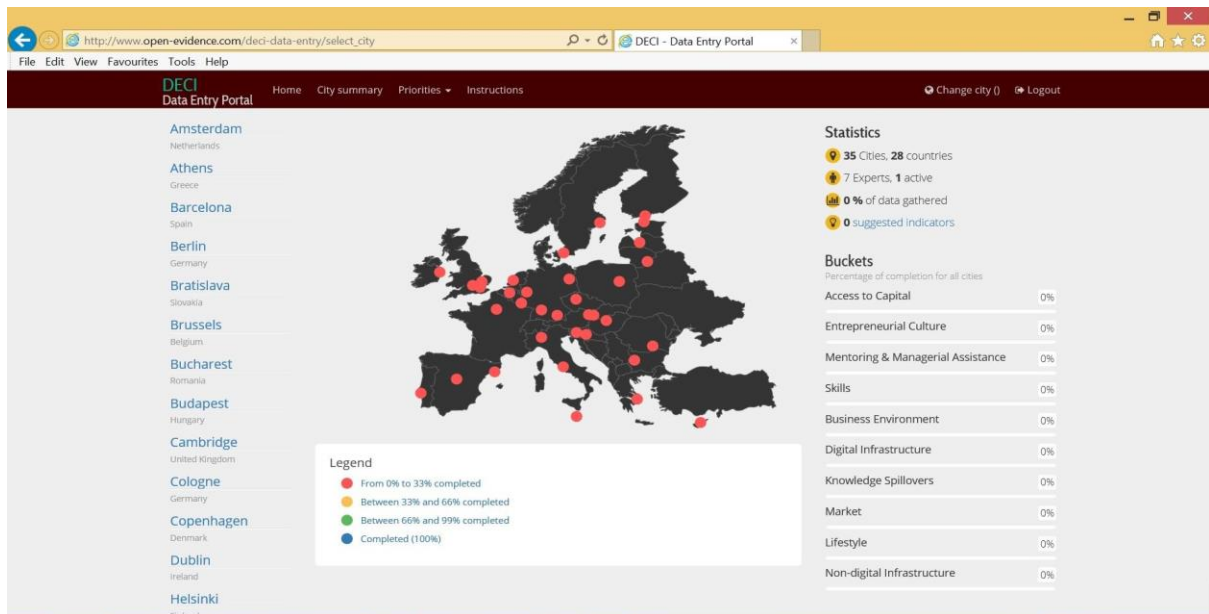 http://www.open-evidence.com/deci-data-entry/select_city
DECI - Data Entry Portal
File Edit View Favourites Tools Help
DECI
Data Entry Portal
Home City summary Priorities Instructions
Change city () Logout
Amsterdam
Netherlands
Athens
Greece
Barcelona
Spain
Berlin
Germany
Bratislava
Slovakia
Brussels
Belgium
Bucharest
Romania
Budapest
Hungary
Cambridge
United Kingdom
Cologne
Germany
Copenhagen
Denmark
Dublin
Ireland
Helsinki
Legend
From 0% to 33% completed
Between 33% and 66% completed
Between 66% and 99% completed
Completed (100%)
Statistics
35 Cities, 28 countries
7 Experts, 1 active
0 % of data gathered
0 suggested indicators
Buckets
Percentage of completion for all cities
Access to Capital 0%
Entrepreneurial Culture 0%
Mentoring & Managerial Assistance 0%
Skills 0%
Business Environment 0%
Digital Infrastructure 0%
Knowledge Spillovers 0%
Market 0%
Lifestyle 0%
Non-digital Infrastructure 0%